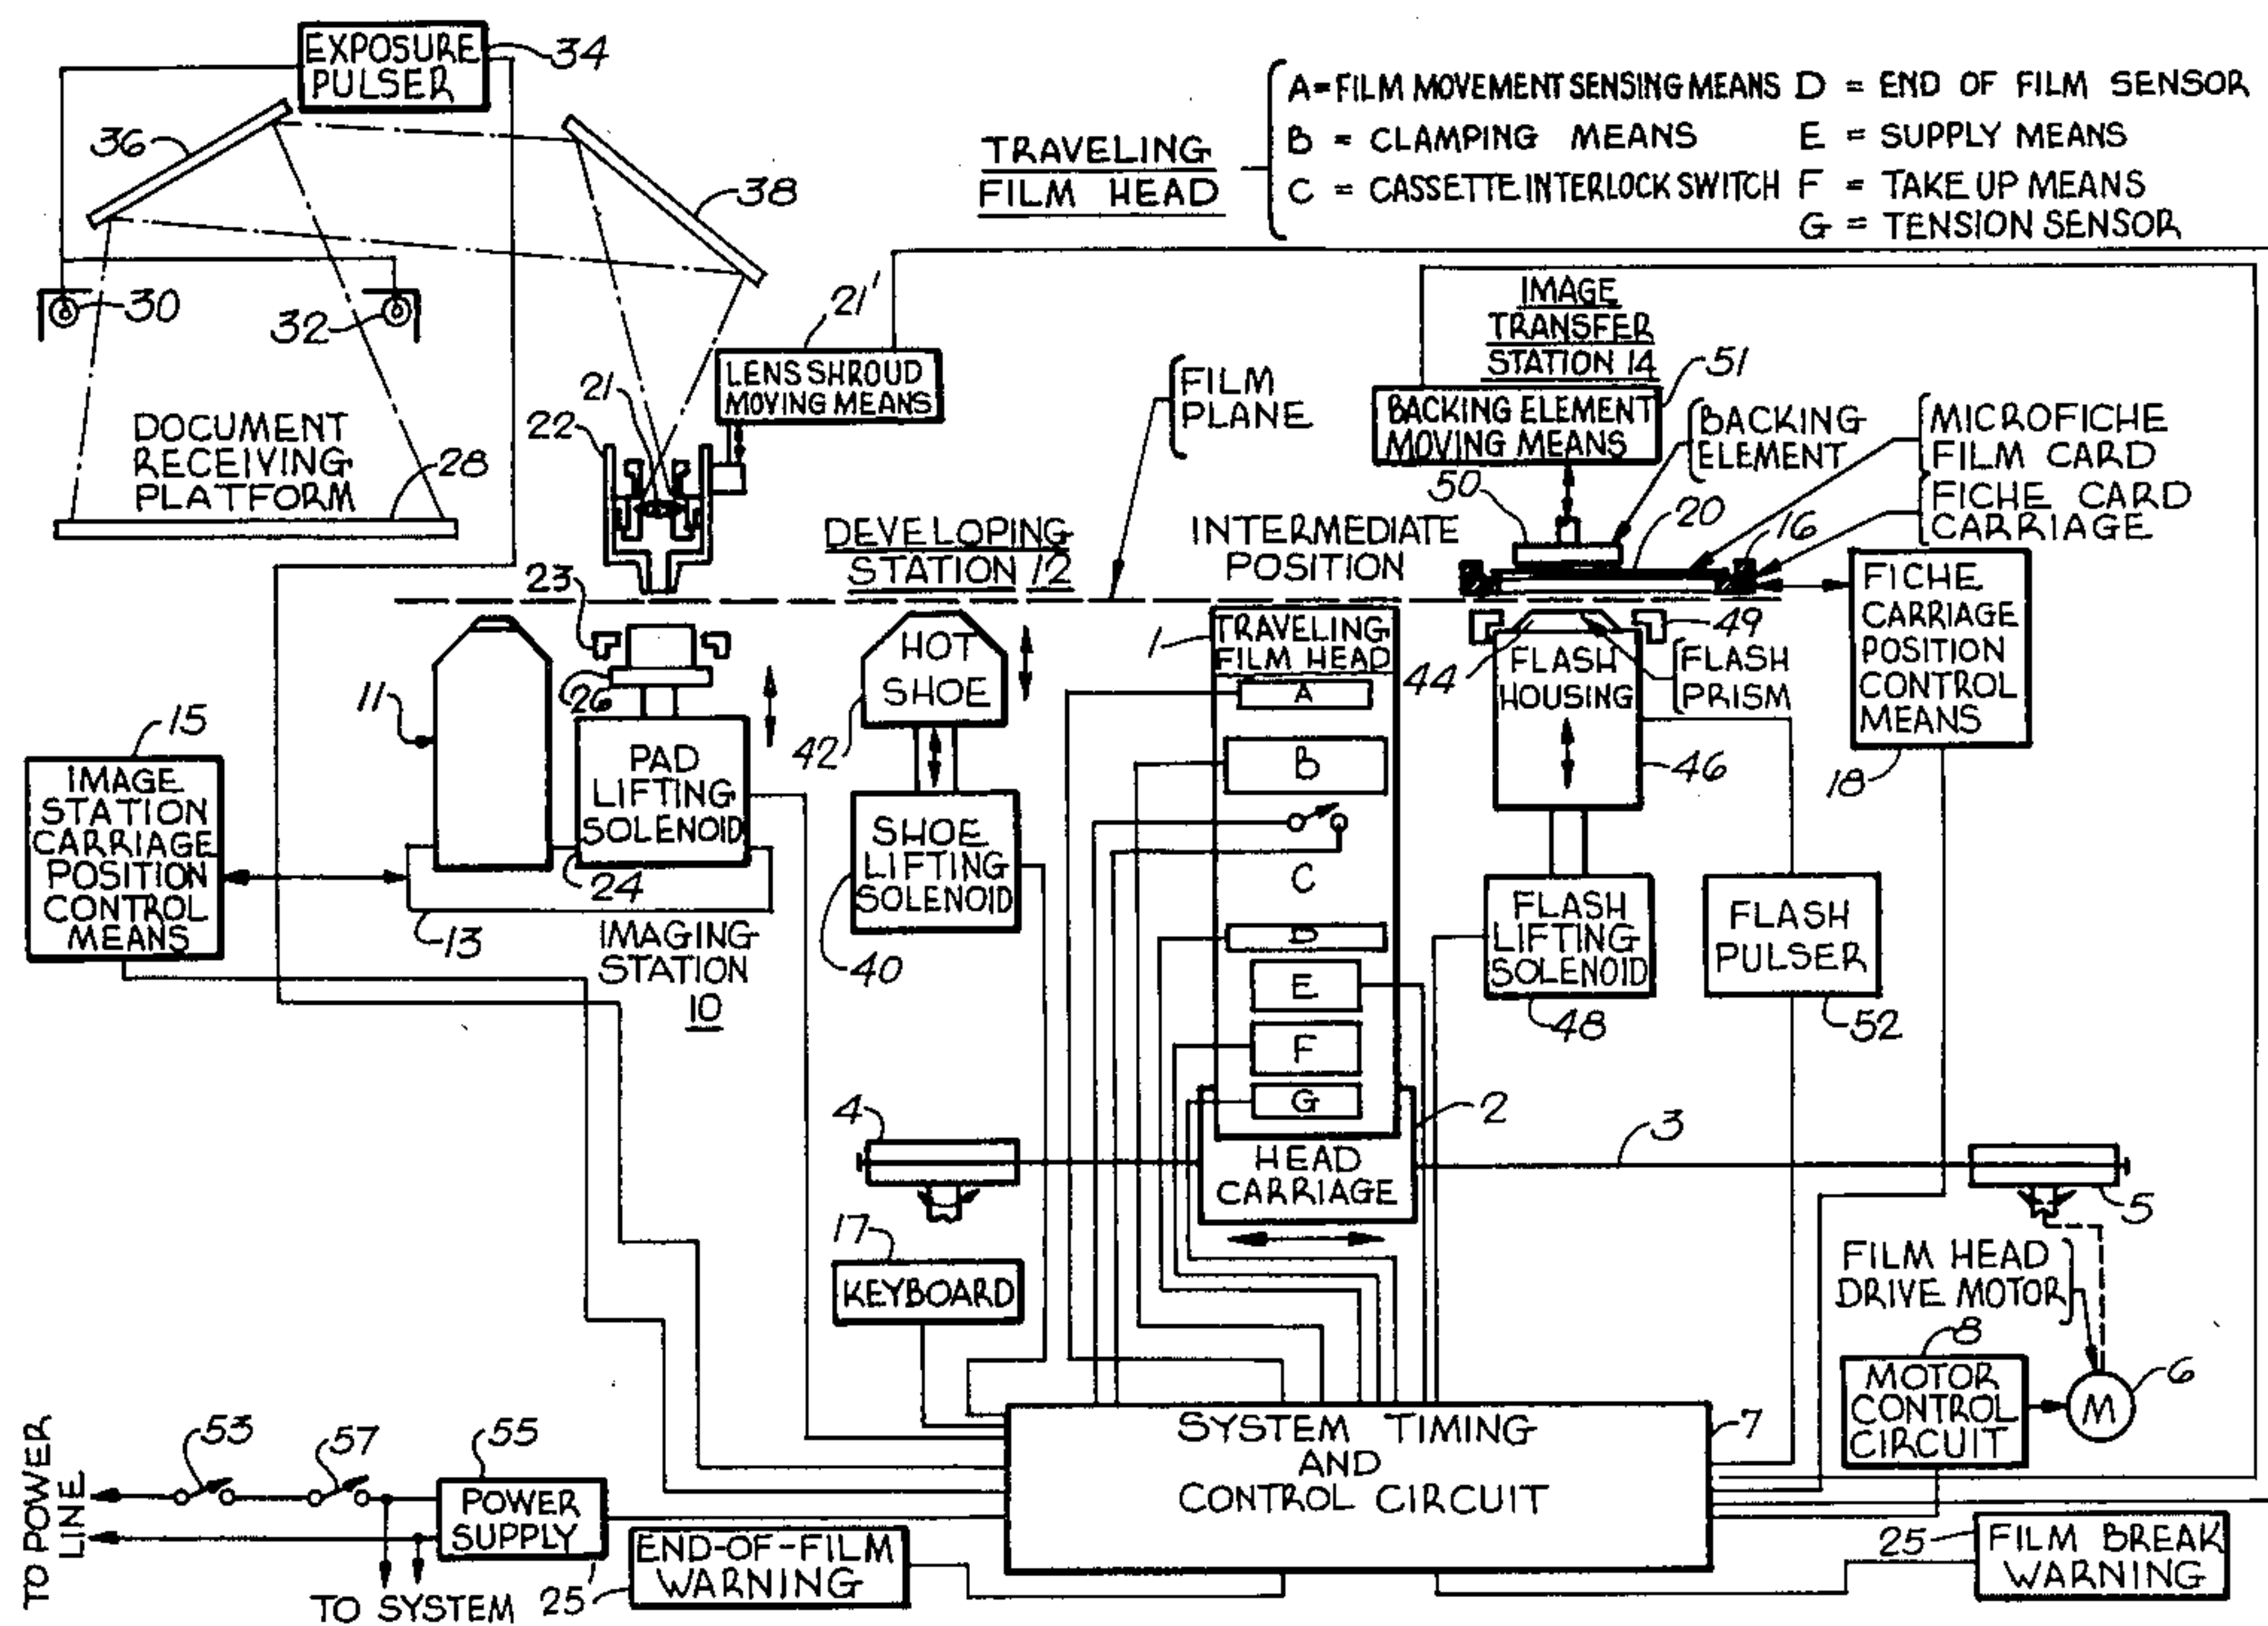 EXPOSURE
PULSER
34
A=FILM MOVEMENT SENSING MEANS
B = CLAMPING MEANS
C = CASSETTE INTERLOCK SWITCH
D = END OF FILM SENSOR
E = SUPPLY MEANS
F = TAKE UP MEANS
G = TENSION SENSOR
TRAVELING
FILM HEAD
36
38
30
32
21'
LENS SHROUD
MOVING MEANS
21
22
DOCUMENT
RECEIVING
PLATFORM
28
FILM
PLANE
IMAGE
TRANSFER
STATION 14
51
BACKING ELEMENT
MOVING MEANS
BACKING
ELEMENT
MICROFICHE
FILM CARD
FICHE CARD
CARRIAGE
50
20
16
DEVELOPING
STATION 12
INTERMEDIATE
POSITION
23
26
11
HOT
SHOE
42
1
TRAVELING
FILM HEAD
A
B
C
D
E
F
G
44
49
FLASH
HOUSING
FLASH
PRISM
46
FICHE
CARRIAGE
POSITION
CONTROL
MEANS
18
15
IMAGE
STATION
CARRIAGE
POSITION
CONTROL
MEANS
PAD
LIFTING
SOLENOID
24
13
IMAGING
STATION
10
SHOE
LIFTING
SOLENOID
40
FLASH
LIFTING
SOLENOID
48
FLASH
PULSER
52
4
2
3
5
HEAD
CARRIAGE
17
KEYBOARD
FILM HEAD
DRIVE MOTOR
8
MOTOR
CONTROL
CIRCUIT
M
6
SYSTEM TIMING
AND
CONTROL CIRCUIT
7
TO POWER
LINE
53
57
55
POWER
SUPPLY
TO SYSTEM
25
END-OF-FILM
WARNING
25
FILM BREAK
WARNING